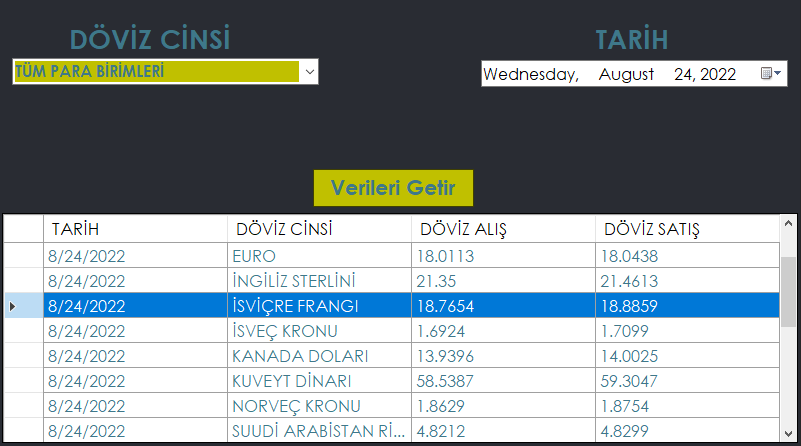 DÖVİZ CİNSİ TARİH
TÜM PARA BİRİMLERİ Wednesday, August 24, 2022
Verileri Getir
TARİH DÖVİZ CİNSİ DÖVİZ ALIŞ DÖVİZ SATIŞ
8/24/2022 EURO 18.0113 18.0438
8/24/2022 İNGİLİZ STERLİNİ 21.35 21.4613
8/24/2022 İSVİÇRE FRANGI 18.7654 18.8859
8/24/2022 İSVEÇ KRONU 1.6924 1.7099
8/24/2022 KANADA DOLARI 13.9396 14.0025
8/24/2022 KUVEYT DİNARI 58.5387 59.3047
8/24/2022 NORVEÇ KRONU 1.8629 1.8754
8/24/2022 SUUDİ ARABİSTAN Rİ... 4.8212 4.8299